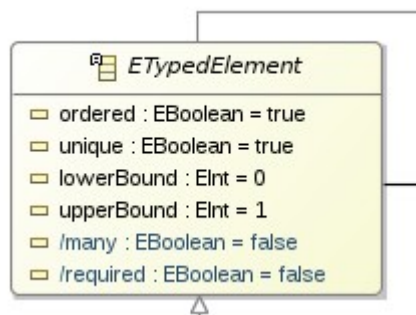 ETypedElement
ordered : EBoolean = true
unique : EBoolean = true
lowerBound : EInt = 0
upperBound : EInt = 1
/many : EBoolean = false
/required : EBoolean = false